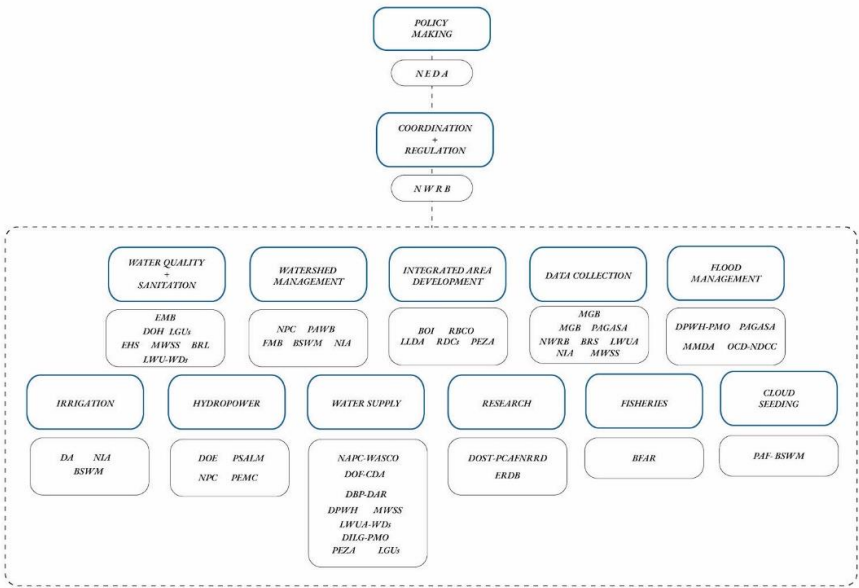 POLICY
MAKING
NEDA
COORDINATION
+
REGULATION
NWRB
WATER QUALITY
+
SANITATION
EMB
DOH LGUs
EHS MWSS BRL
LWU-WDs
WATERSHED
MANAGEMENT
NPC PAWB
FMB BSWM NIA
INTEGRATED AREA
DEVELOPMENT
BOI RBCO
LLDA RDCs PEZA
DATA COLLECTION
MGB
MGB PAGASA
NWRB BRS LWUA
NIA MWSS
FLOOD
MANAGEMENT
DPWH-PMO PAGASA
MMDA OCD-NDCC
IRRIGATION
DA NIA
BSWM
HYDROPOWER
DOE PSALM
NPC PEMC
WATER SUPPLY
NAPC-WASCO
DOF-CDA
DBP-DAR
DPWH MWSS
LWUA-WDs
DILG-PMO
PEZA LGUs
RESEARCH
DOST-PCAFNRRD
ERDB
FISHERIES
BFAR
CLOUD
SEEDING
PAF- BSWM